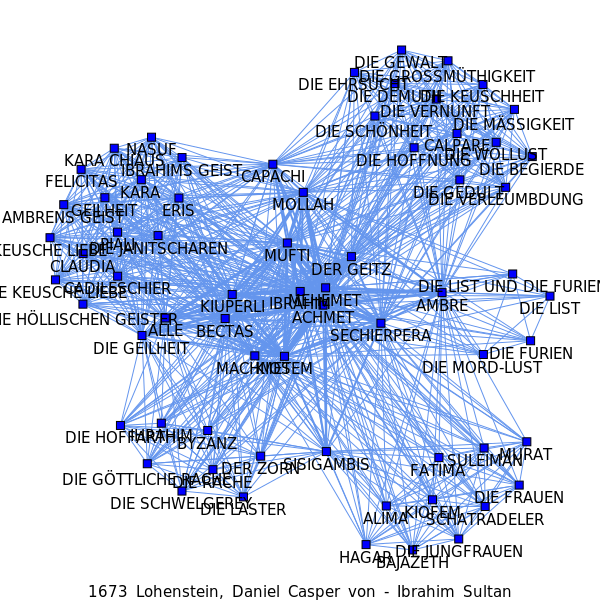 DIE GEWALT
DIE GROSSMÜTHIGKEIT
DIE EHRSUCHT
DIE DEMUTH
DIE KEUSCHHEIT
DIE VERNUNFT
DIE MÄSSIGKEIT
DIE SCHÖNHEIT
CALPARE
DIE WOLLUST
DIE HOFFNUNG
DIE BEGIERDE
DIE GEDULT
DIE VERLEUMBDUNG
NASUF
KARA CHIAUS
IBRAHIMS GEIST
FELICITAS
KARA
CAPACHI
MOLLAH
GEILHEIT
ERIS
AMBRENS GEIST
PIALI
DIE JANITSCHAREN
KEUSCHE LIEBE
MUFTI
CLAUDIA
DER GEITZ
CADILESCHIER
E KEUSCHE LIEBE
DIE LIST UND DIE FURIEN
KIUPERLI
IBRAHIM
MEHEMET
AMBRE
DIE LIST
IE HÖLLISCHEN GEISTER
ACHMET
ALLE
BECTAS
SECHIERPERA
DIE GEILHEIT
DIE FURIEN
DIE MORD-LUST
MACHMET
KIOSEM
DIE HOFFARTH
IBRAHIM
BYZANZ
MURAT
SULEIMAN
SISIGAMBIS
DER ZORN
FATIMA
DIE GÖTTLICHE RACHE
DIE RACHE
DIE FRAUEN
DIE SCHWELGEREY
DIE LASTER
KIOFEM
ALIMA
SCHATRADELER
DIE JUNGFRAUEN
HAGAR
BAJAZETH
1673 Lohenstein, Daniel Casper von - Ibrahim Sultan